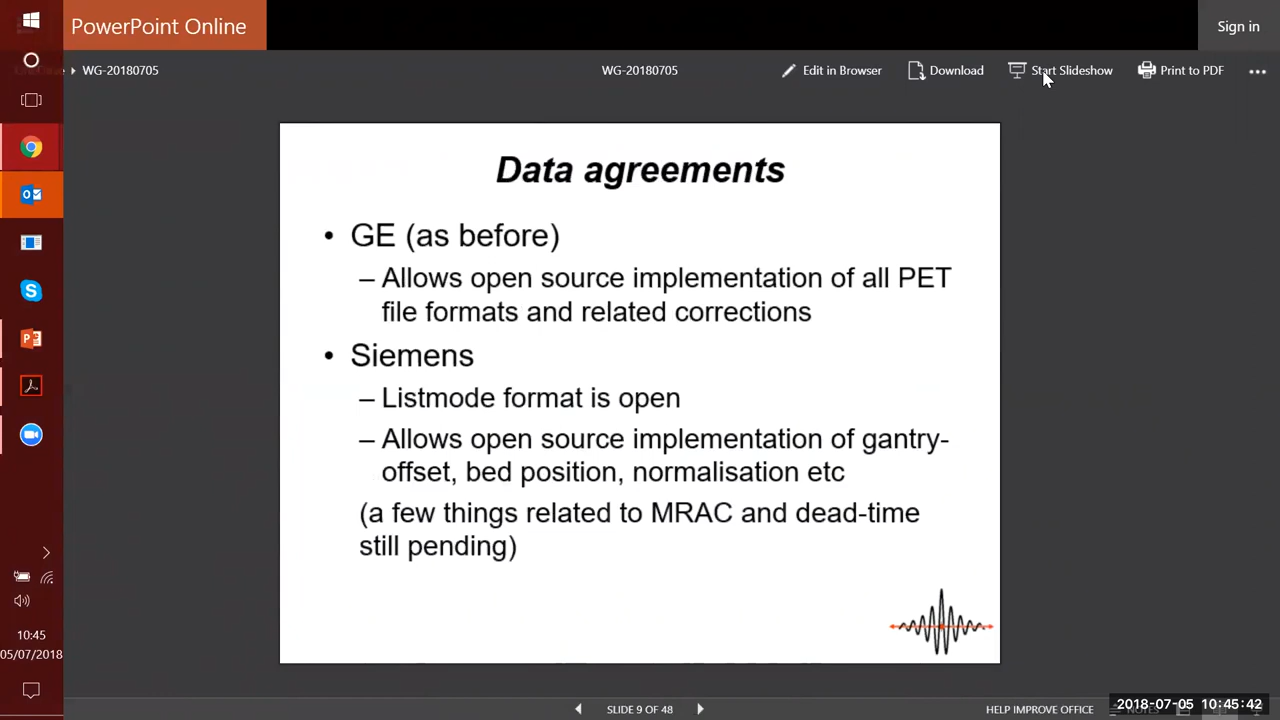 PowerPoint Online
Sign in
WG-20180705
WG-20180705
Edit in Browser
Download
Start Slideshow
Print to PDF
Data agreements
• GE (as before)
– Allows open source implementation of all PET
file formats and related corrections
• Siemens
– Listmode format is open
– Allows open source implementation of gantry-
offset, bed position, normalisation etc
(a few things related to MRAC and dead-time
still pending)
10:45
05/07/2018
SLIDE 9 OF 48
HELP IMPROVE OFFICE
NOTES
2018-07-05 10:45:42